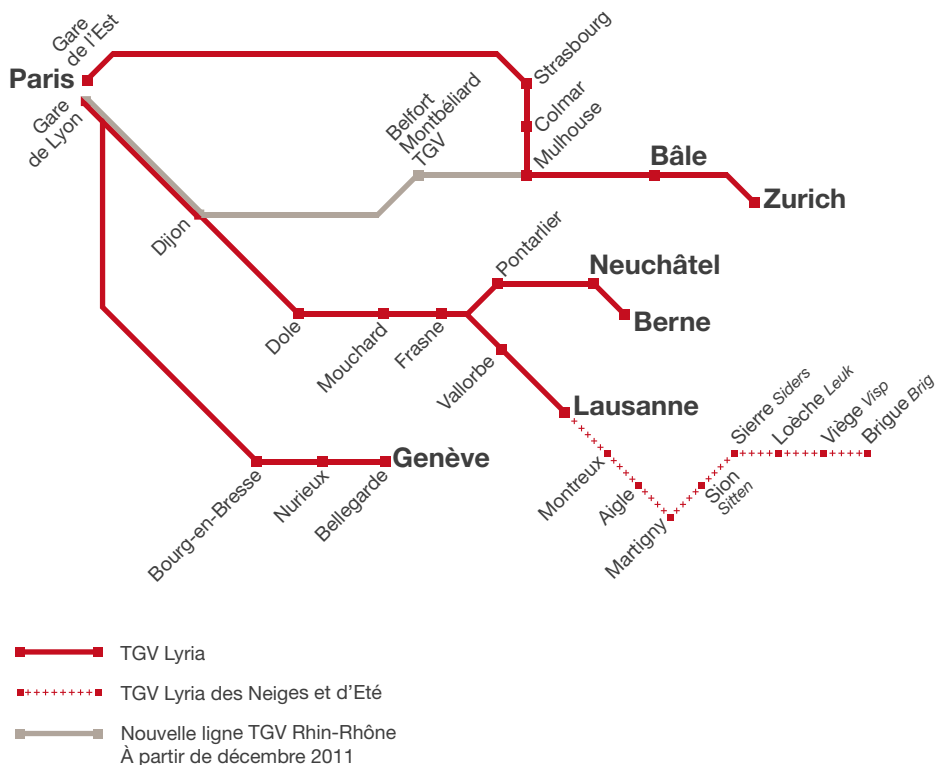 Gare
de l'Est
Paris
Gare
de Lyon
Strasbourg
Colmar
Mulhouse
Belfort
Montbéliard
TGV
Bâle
Zurich
Dijon
Pontarlier
Neuchâtel
Berne
Dole
Mouchard
Frasne
Vallorbe
Lausanne
Sierre Siders
Loèche Leuk
Viège Visp
Brigue Brig
Genève
Bourg-en-Bresse
Nurieux
Bellegarde
Montreux
Aigle
Martigny
Sion
Sitten
TGV Lyria
TGV Lyria des Neiges et d'Eté
Nouvelle ligne TGV Rhin-Rhône
À partir de décembre 2011